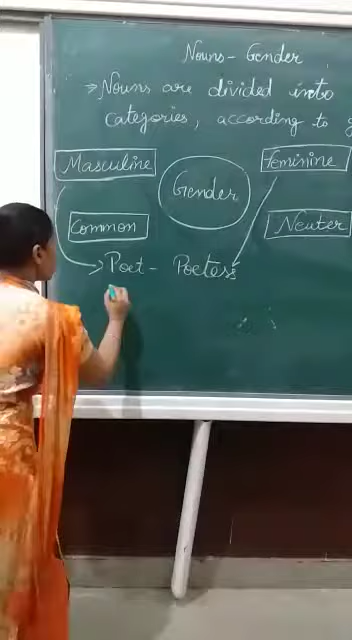 Nouns - Gender
→ Nouns are divided into
categories, according to g
Masculine
Gender
Feminine
Common
Neuter
Poet - Poetess